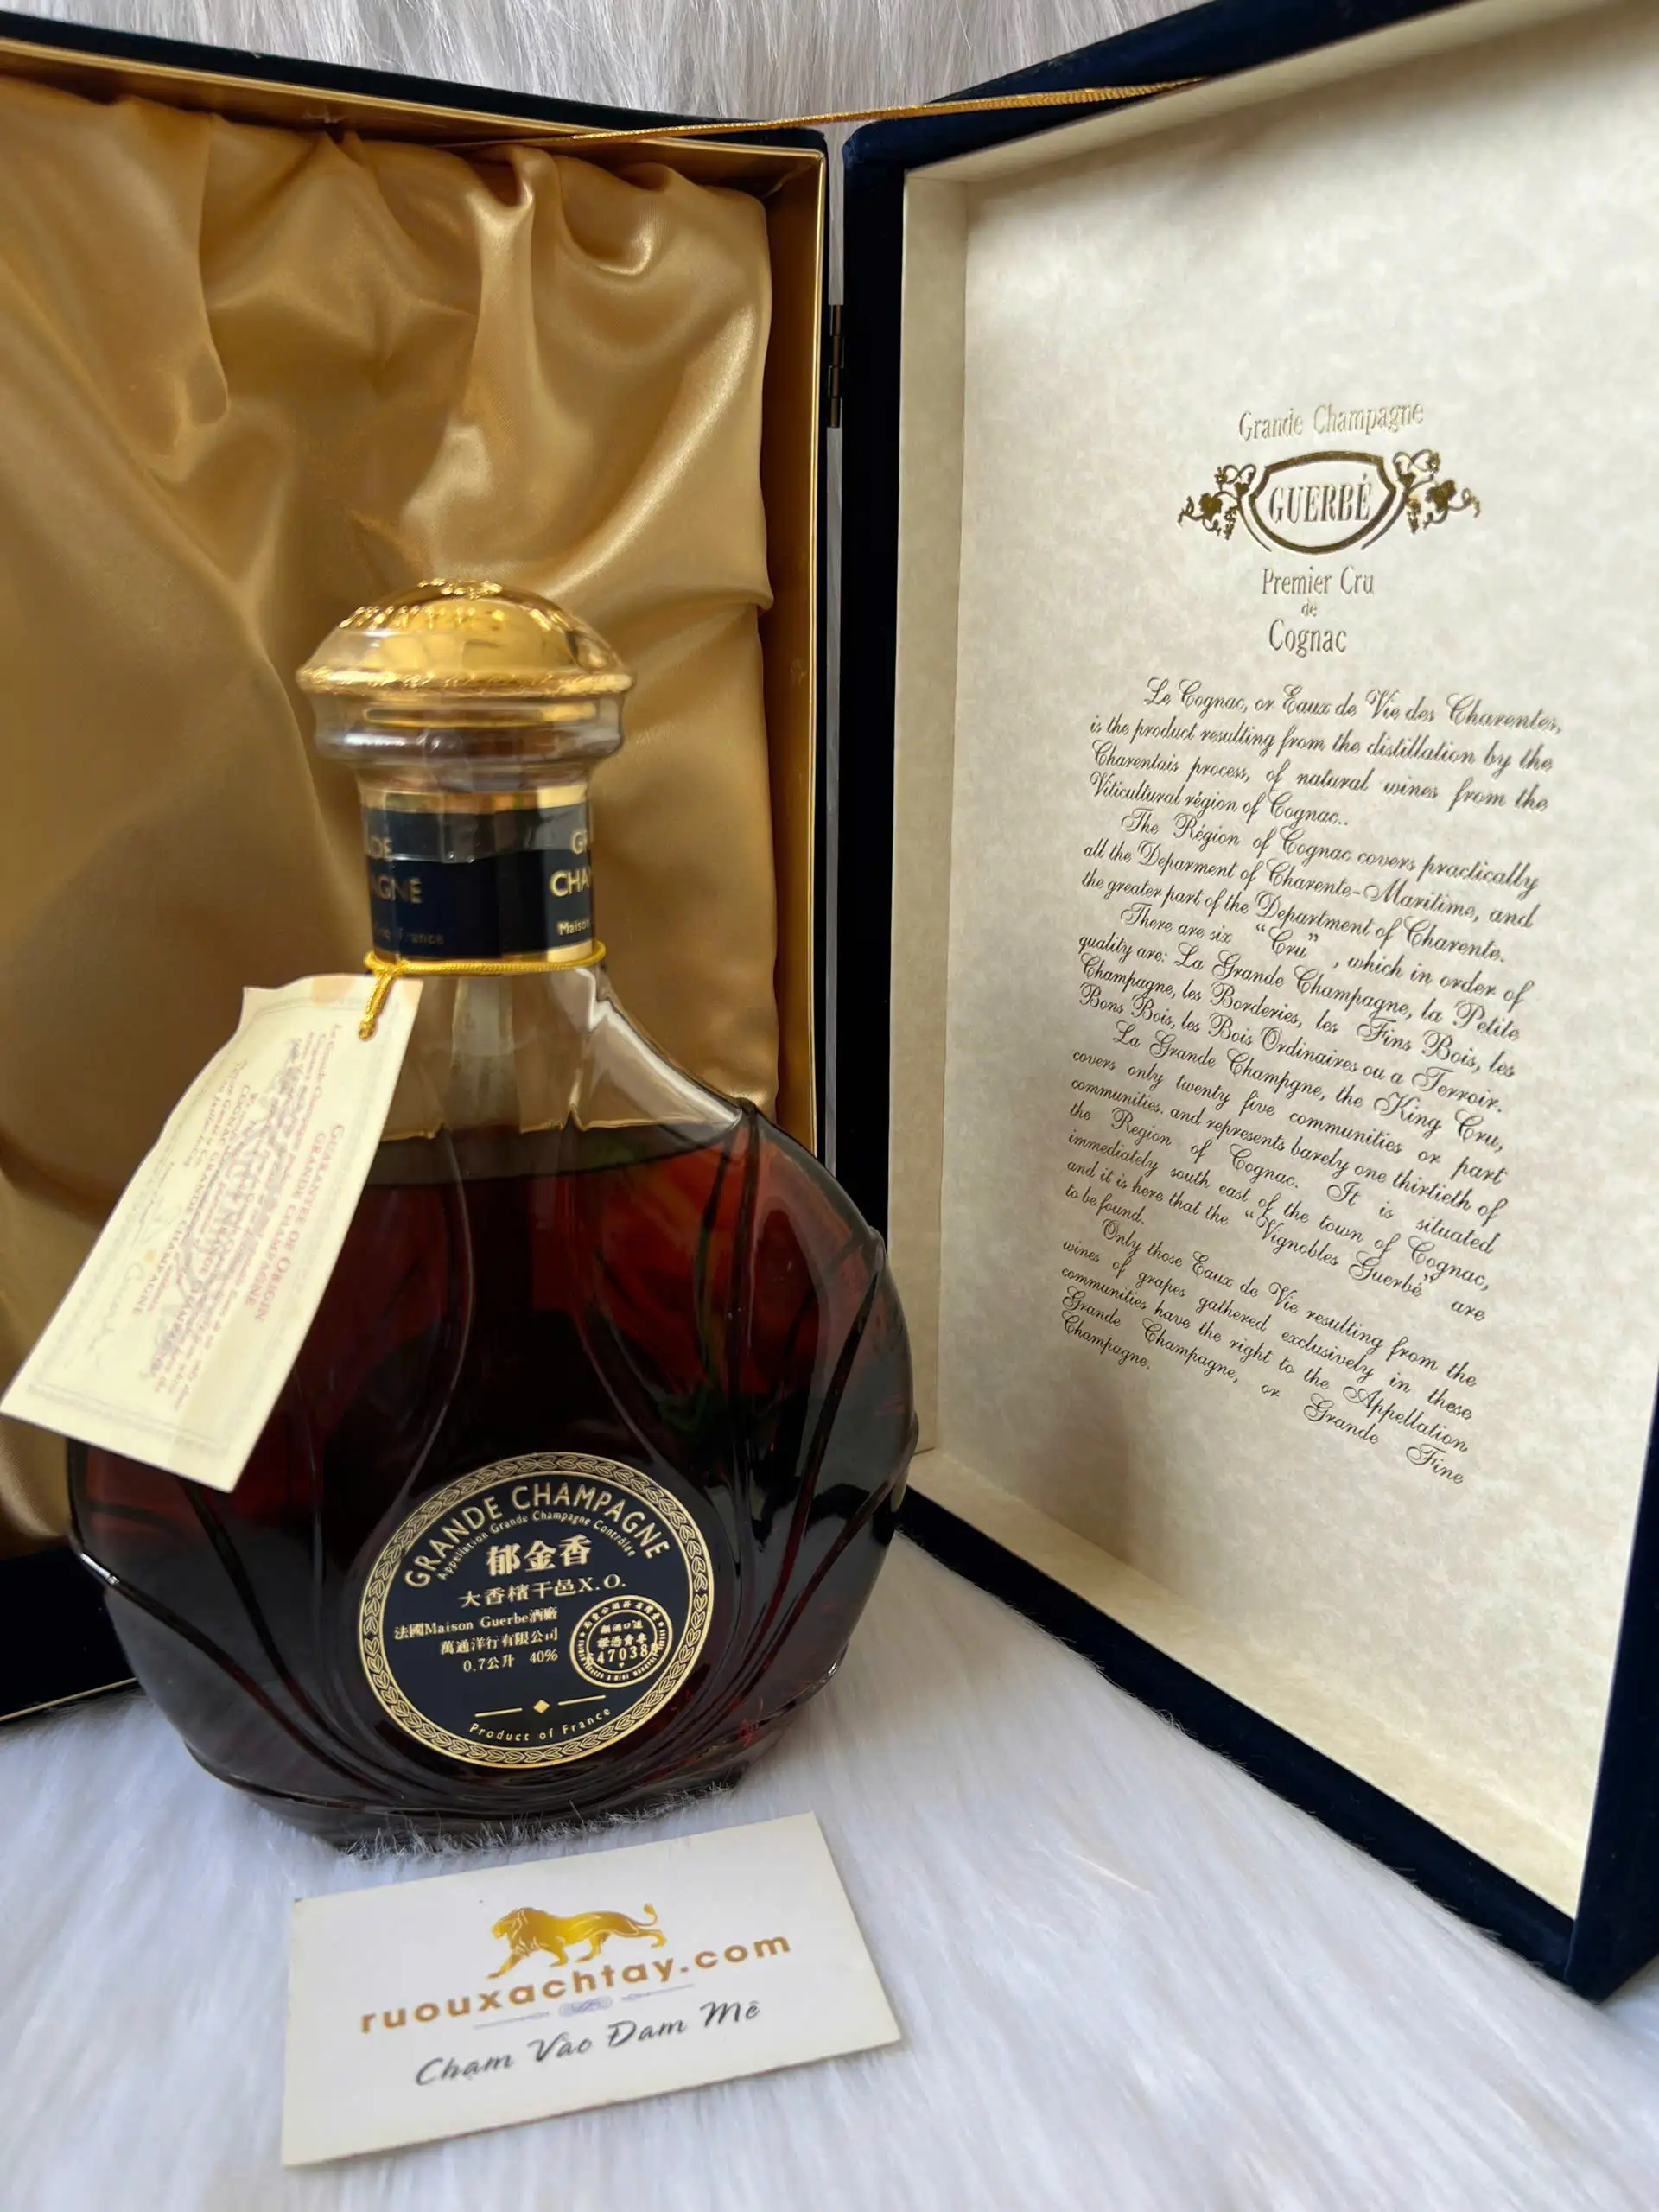 Grande Champagne
GUERBÉ
Premier Cru
de
Cognac
Le Cognac, or Eaux de Vie des Charentes,
is the product resulting from the distillation by the
Charentais process, of natural wines from the
Viticultural région of Cognac..
The Région of Cognac covers practically
all the Deparment of Charente-Maritime, and
the greater part of the Department of Charente.
There are six "Cru", which in order of
quality are: La Grande Champagne, la Petite
Champagne, les Borderies, les Fins Bois, les
Bons Bois, les Bois Ordinaires ou a Terroir.
La Grande Champgne, the King Cru,
covers only twenty five communities or part
communities. and represents barely one thirtieth of
the Region of Cognac. It is situated
immediately south east of the town of Cognac,
and it is here that the "Vignobles Guerbé" are
to be found.
Only those Eaux de Vie resulting from the
wines of grapes gathered exclusively in these
communities have the right to the Appellation
Grande Champagne, or Grande Fine
Champagne.
DE
AGNE
France
G
CHA
Maison
GUARANTEE OF ORIGIN
GRANDE CHAMPAGNE
GRANDE CHAMPAGNE
Appellation Grande Champagne Contrôlée
郁金香
大香檳干邑X.O.
法國Maison Guerbe酒廠
萬通洋行有限公司
0.7公升 40%
Product of France
ruouxachtay.com
Chạm Vào Đam Mê